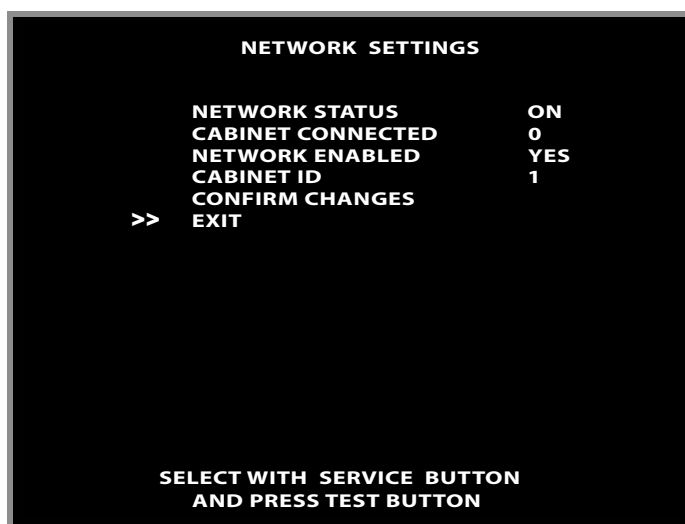 NETWORK SETTINGS
NETWORK STATUS ON
CABINET CONNECTED 0
NETWORK ENABLED YES
CABINET ID 1
CONFIRM CHANGES
>> EXIT
SELECT WITH SERVICE BUTTON
AND PRESS TEST BUTTON